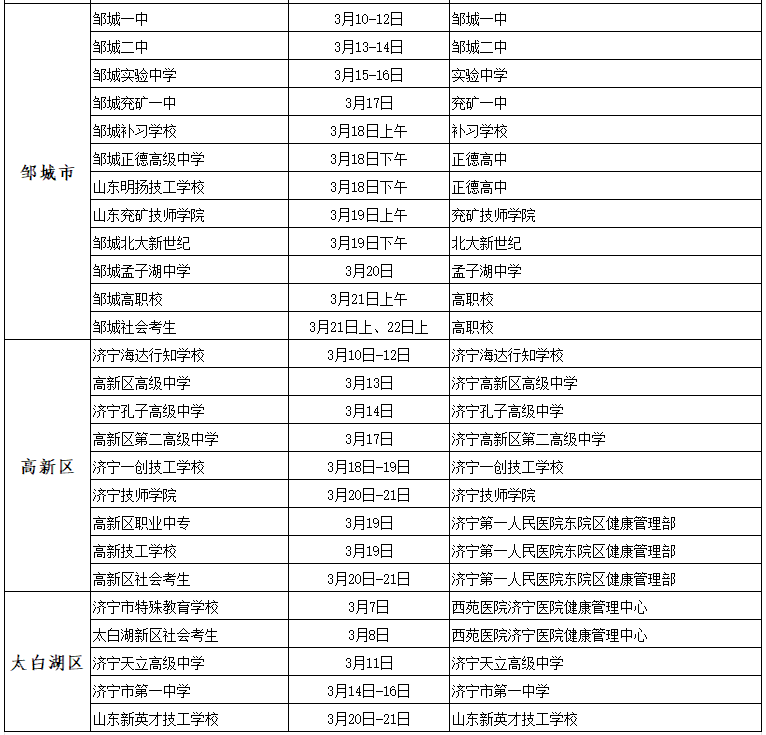 邹城市
邹城一中 3月10-12日 邹城一中
邹城二中 3月13-14日 邹城二中
邹城实验中学 3月15-16日 实验中学
邹城兖矿一中 3月17日 兖矿一中
邹城补习学校 3月18日上午 补习学校
邹城正德高级中学 3月18日下午 正德高中
山东明扬技工学校 3月18日下午 正德高中
山东兖矿技师学院 3月19日上午 兖矿技师学院
邹城北大新世纪 3月19日下午 北大新世纪
邹城孟子湖中学 3月20日 孟子湖中学
邹城高职校 3月21日上午 高职校
邹城社会考生 3月21日上、22日上 高职校
高新区
济宁海达行知学校 3月10日-12日 济宁海达行知学校
高新区高级中学 3月13日 济宁高新区高级中学
济宁孔子高级中学 3月14日 济宁孔子高级中学
高新区第二高级中学 3月17日 济宁高新区第二高级中学
济宁一创技工学校 3月18日-19日 济宁一创技工学校
济宁技师学院 3月20日-21日 济宁技师学院
高新区职业中专 3月19日 济宁第一人民医院东院区健康管理部
高新技工学校 3月19日 济宁第一人民医院东院区健康管理部
高新区社会考生 3月20日-21日 济宁第一人民医院东院区健康管理部
太白湖区
济宁市特殊教育学校 3月7日 西苑医院济宁医院健康管理中心
太白湖新区社会考生 3月8日 西苑医院济宁医院健康管理中心
济宁天立高级中学 3月11日 济宁天立高级中学
济宁市第一中学 3月14日-16日 济宁市第一中学
山东新英才技工学校 3月20日-21日 山东新英才技工学校